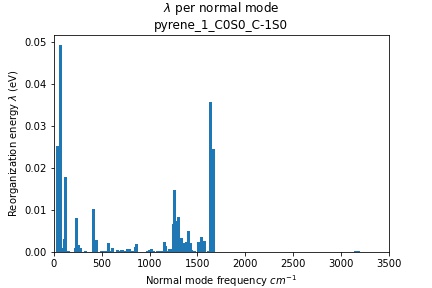 λ per normal mode
pyrene_1_C0S0_C-1S0
Reorganization energy λ (eV)
0.05
0.04
0.03
0.02
0.01
0.00
0 500 1000 1500 2000 2500 3000 3500
Normal mode frequency cm⁻¹